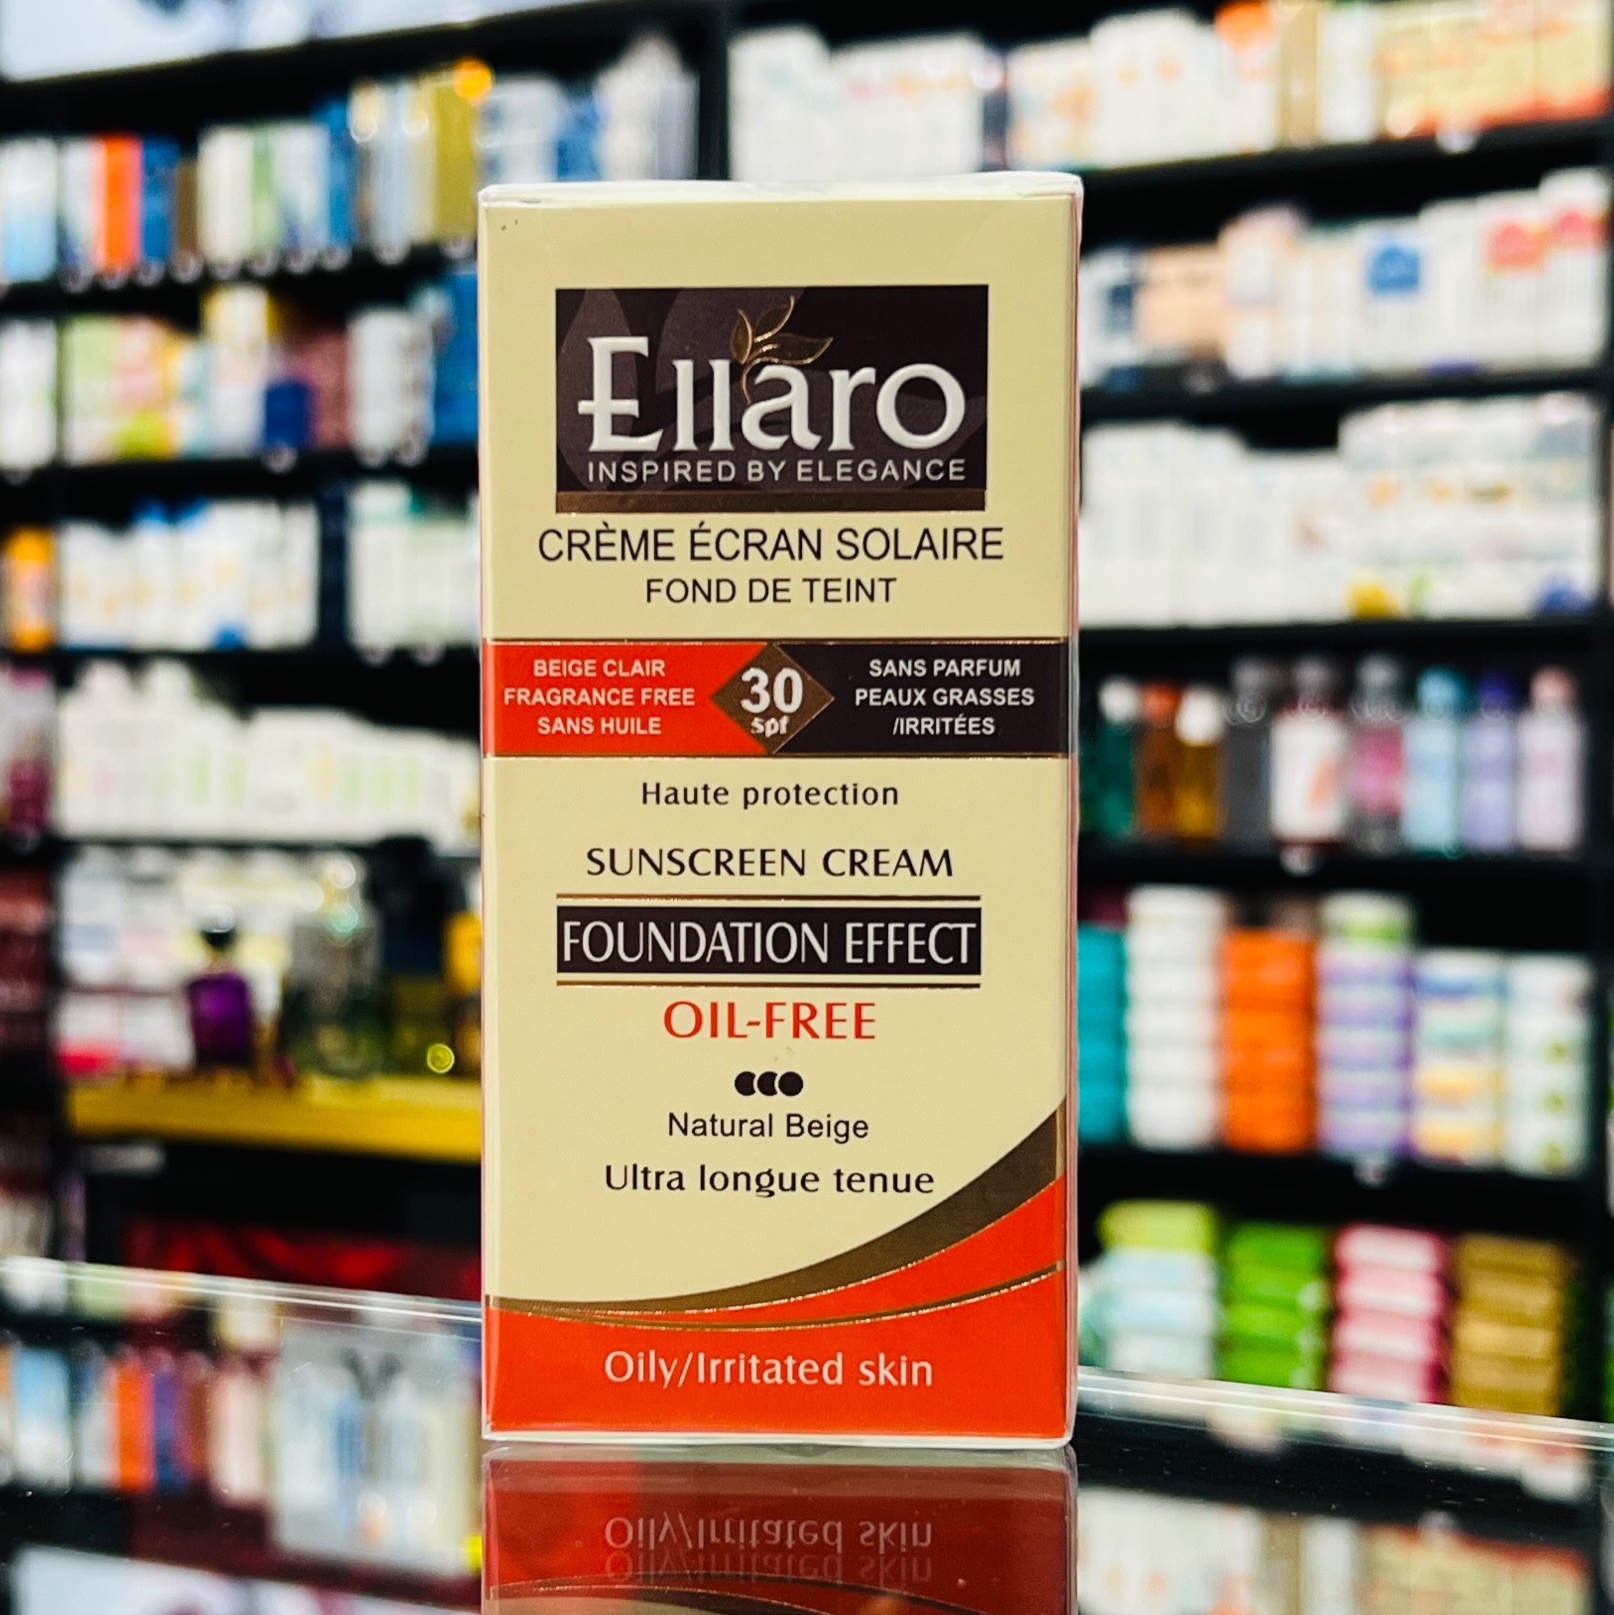 Ellaro
INSPIRED BY ELEGANCE
CRÈME ÉCRAN SOLAIRE
FOND DE TEINT
BEIGE CLAIR
FRAGRANCE FREE
SANS HUILE
30
spf
SANS PARFUM
PEAUX GRASSES
/IRRITÉES
Haute protection
SUNSCREEN CREAM
FOUNDATION EFFECT
OIL-FREE
Natural Beige
Ultra longue tenue
Oily/Irritated skin